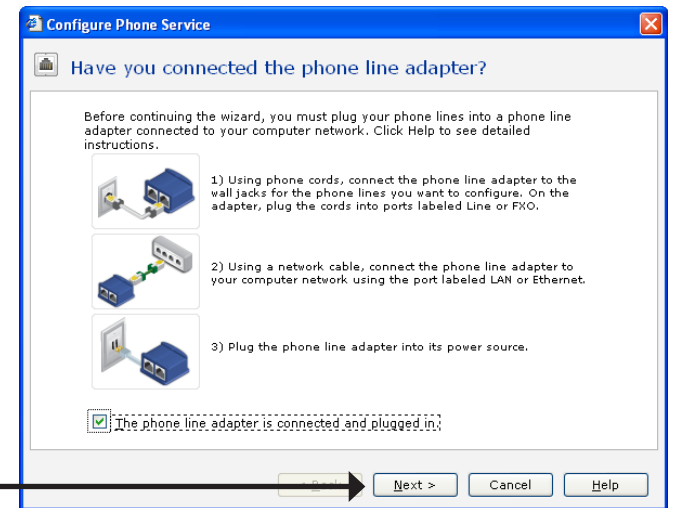 Configure Phone Service
Have you connected the phone line adapter?
Before continuing the wizard, you must plug your phone lines into a phone line
adapter connected to your computer network. Click Help to see detailed
instructions.
1) Using phone cords, connect the phone line adapter to the
wall jacks for the phone lines you want to configure. On the
adapter, plug the cords into ports labeled Line or FXO.
2) Using a network cable, connect the phone line adapter to
your computer network using the port labeled LAN or Ethernet.
3) Plug the phone line adapter into its power source.
The phone line adapter is connected and plugged in.
Next > Cancel Help